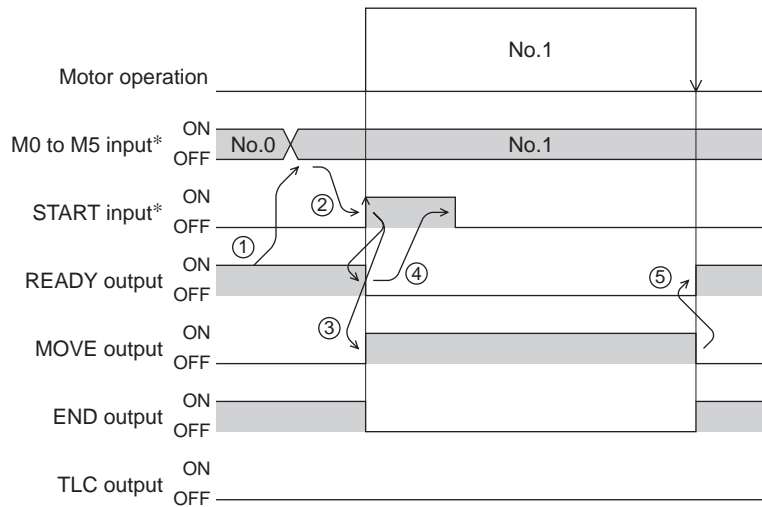 No.1
Motor operation
M0 to M5 input*
ON
OFF
No.0
No.1
START input*
ON
OFF
②
①
READY output
ON
OFF
④
⑤
③
MOVE output
ON
OFF
END output
ON
OFF
TLC output
ON
OFF